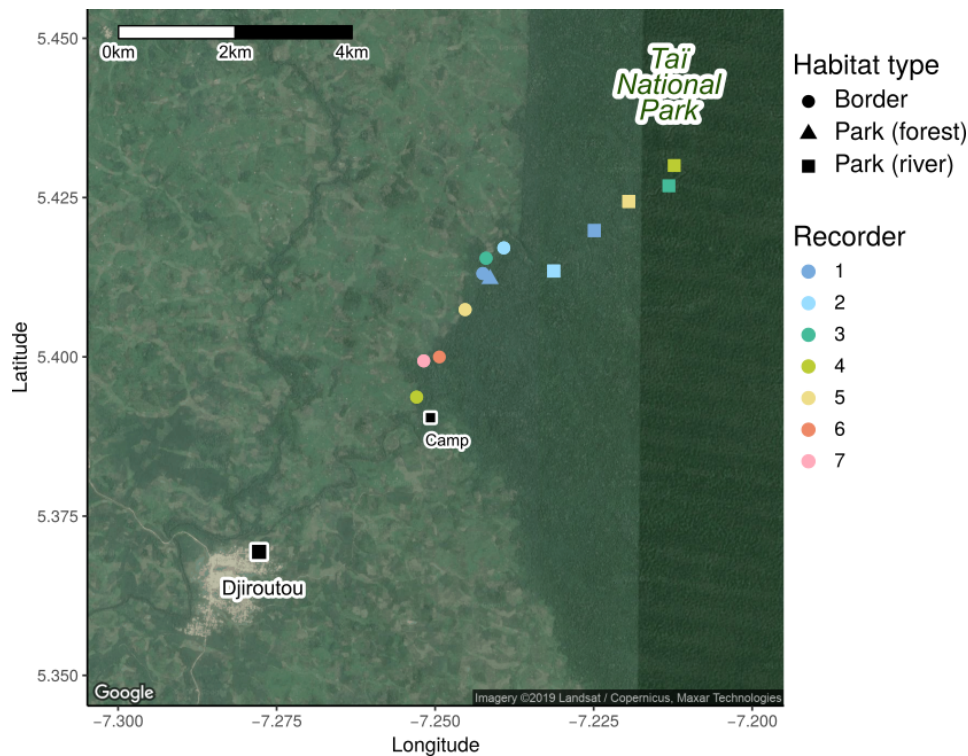 5.450
5.425
5.400
5.375
5.350
Latitude
0km 2km 4km
Taï
National
Park
Camp
Djiroutou
Google
Imagery ©2019 Landsat / Copernicus, Maxar Technologies
−7.300 −7.275 −7.250 −7.225 −7.200
Longitude
Habitat type
Border
Park (forest)
Park (river)
Recorder
1
2
3
4
5
6
7